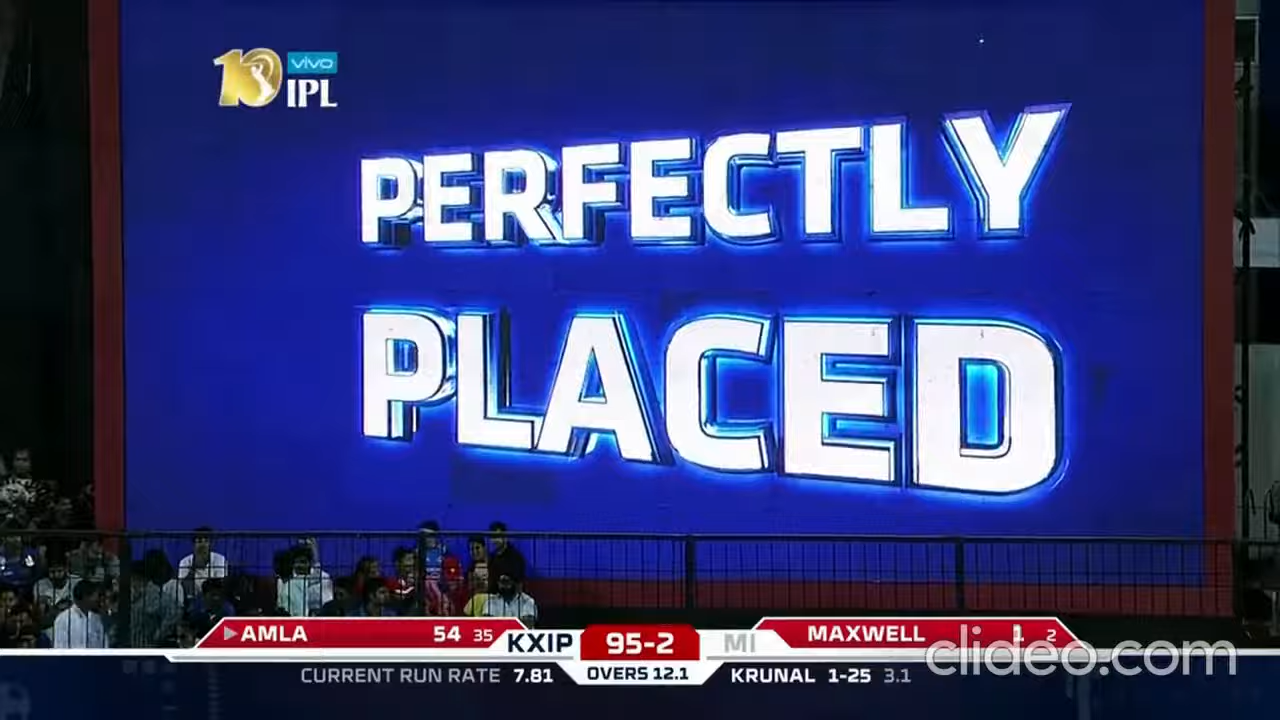 10 vivo
IPL
PERFECTLY
PLACED
AMLA 54 35 KXIP 95-2 MI MAXWELL 1 2
CURRENT RUN RATE 7.81 OVERS 12.1 KRUNAL 1-25 3.1
clideo.com